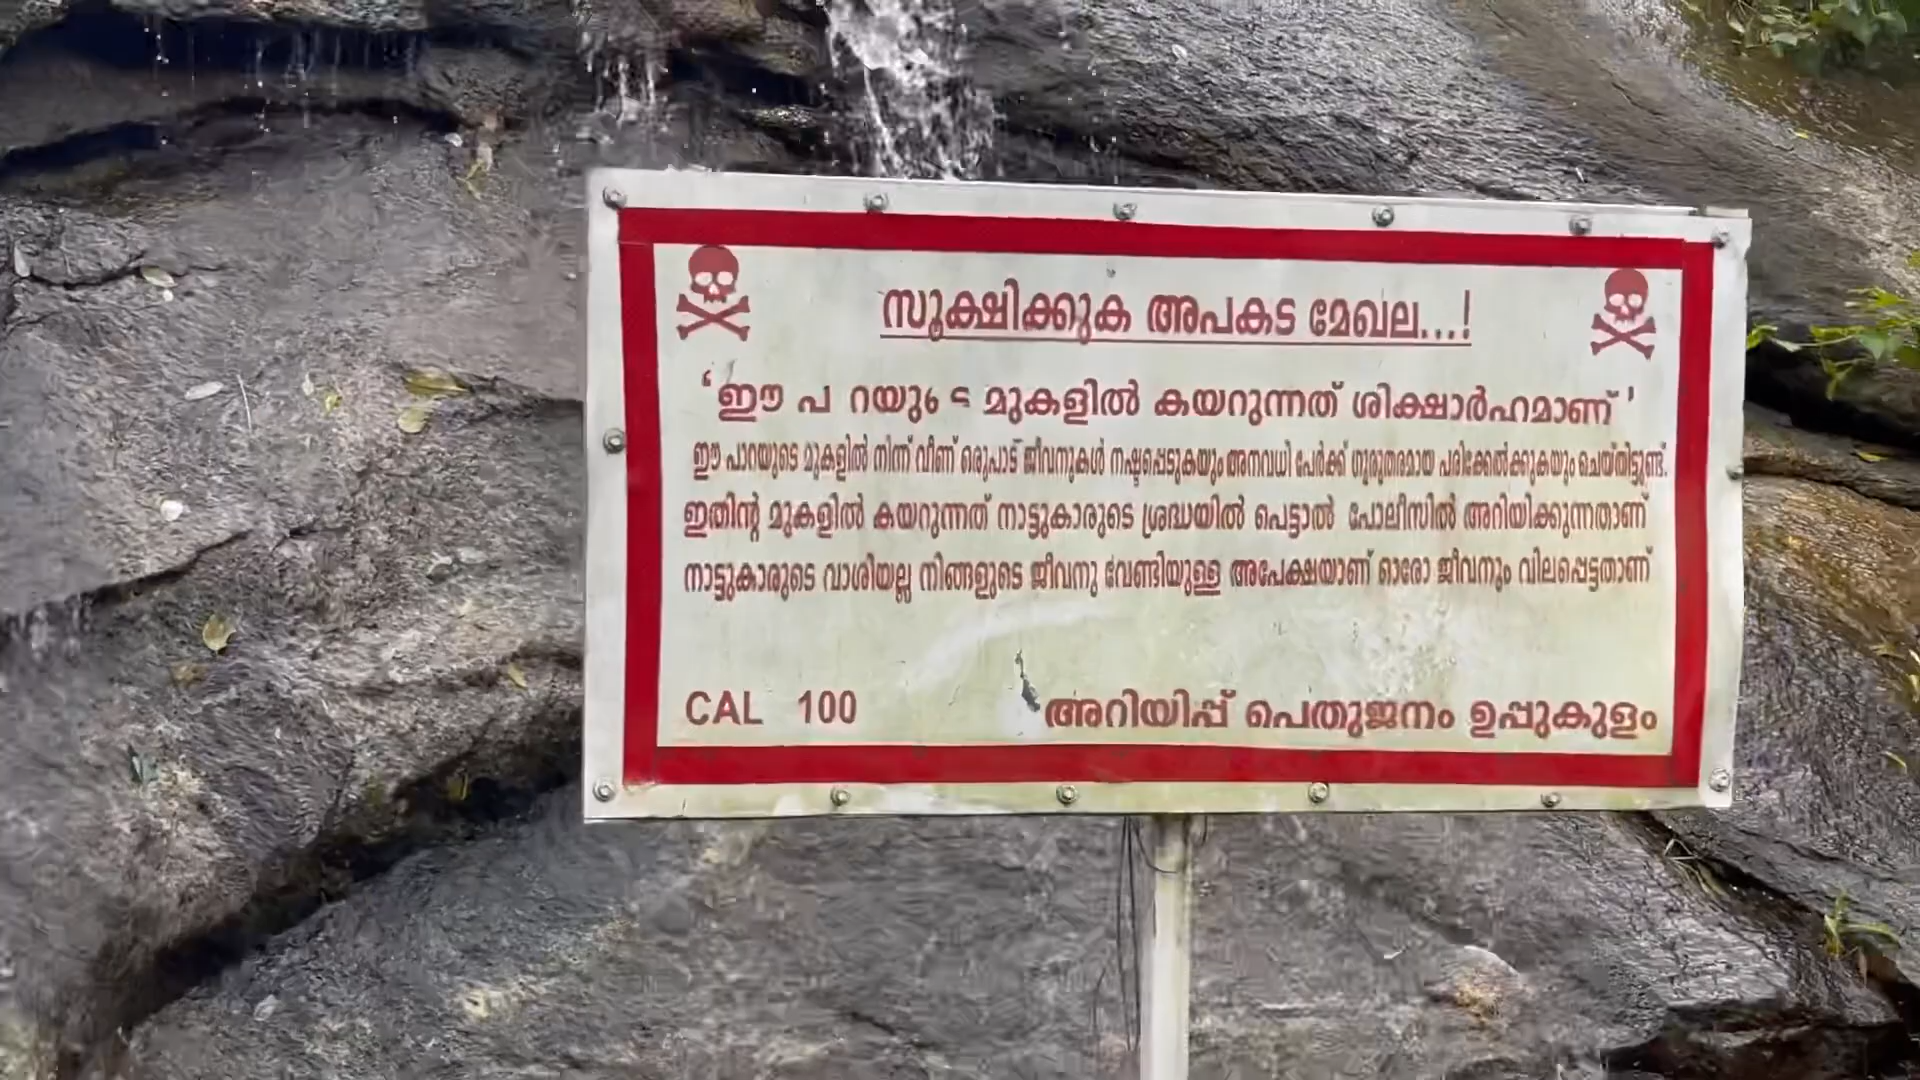 സൂക്ഷിക്കുക അപകട മേഖല...!
‘ഈ പ റയു മുകളിൽ കയറുന്നത് ശിക്ഷാർഹമാണ്’
ഈ പാറയുടെ മുകളിൽ നിന്ന് വീണ് ഒരുപാട് ജീവനുകൾ നഷ്ടപ്പെടുകയും അനവധി പേർക്ക് ഗുരുതരമായ പരിക്കേൽക്കുകയും ചെയ്തിട്ടുണ്ട്.
ഇതിന്റ മുകളിൽ കയറുന്നത് നാട്ടുകാരുടെ ശ്രദ്ധയിൽ പെട്ടാൽ പോലീസിൽ അറിയിക്കുന്നതാണ്
നാട്ടുകാരുടെ വാശിയല്ല നിങ്ങളുടെ ജീവനു വേണ്ടിയുള്ള അപേക്ഷയാണ് ഓരോ ജീവനും വിലപ്പെട്ടതാണ്
CAL 100
അറിയിപ്പ് പെതുജനം ഉപ്പുകുളം